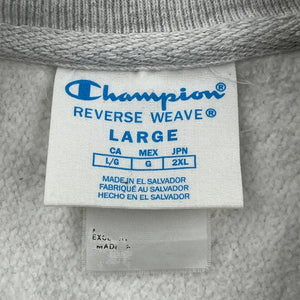 Champion®
REVERSE WEAVE®
LARGE
CA MEX JPN
L/G G 2XL
MADE IN EL SALVADOR
FABRIQUÉ AU SALVADOR
HECHO EN EL SALVADOR
MADE